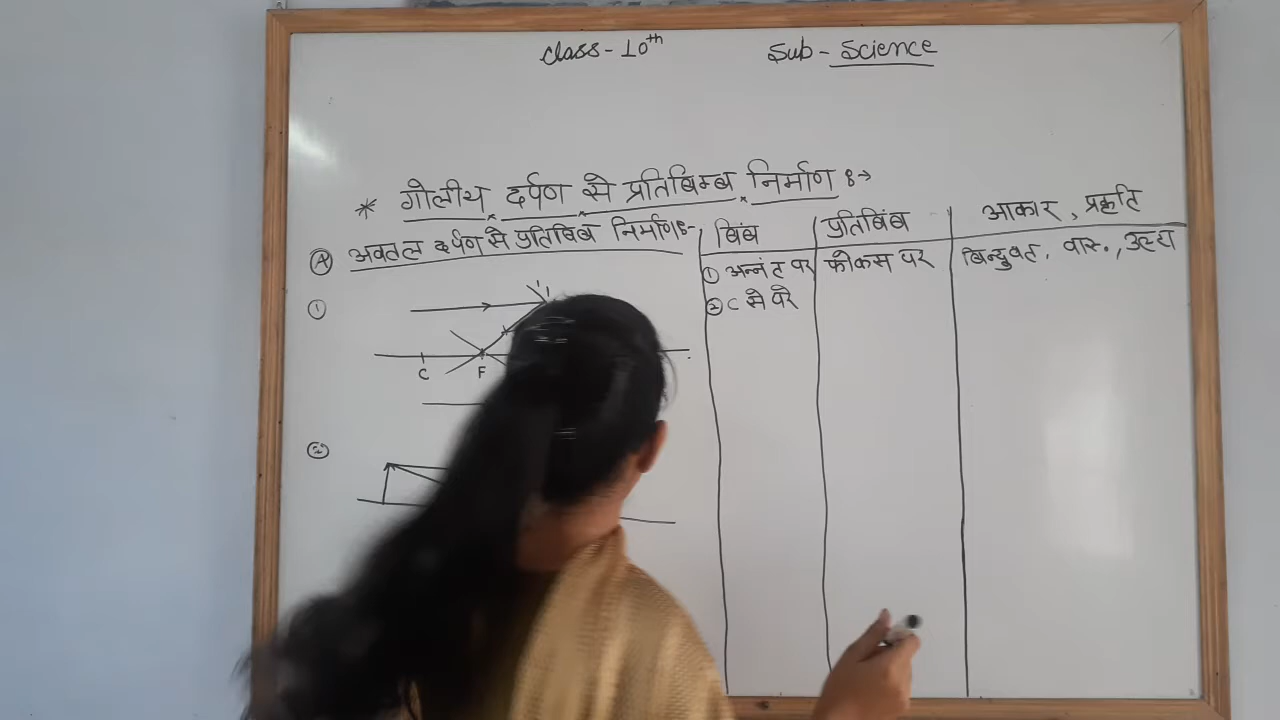 Class-10th Sub-Science
* गोलीय दर्पण से प्रतिबिम्ब निर्माण :->
(A) अवतल दर्पण से प्रतिबिंब निर्माण :-
बिंब प्रतिबिंब आकार, प्रकृति
① अन्नंत पर फोकस पर बिन्दुवत, वास., उल्टा
② C से परे
①
C F
②